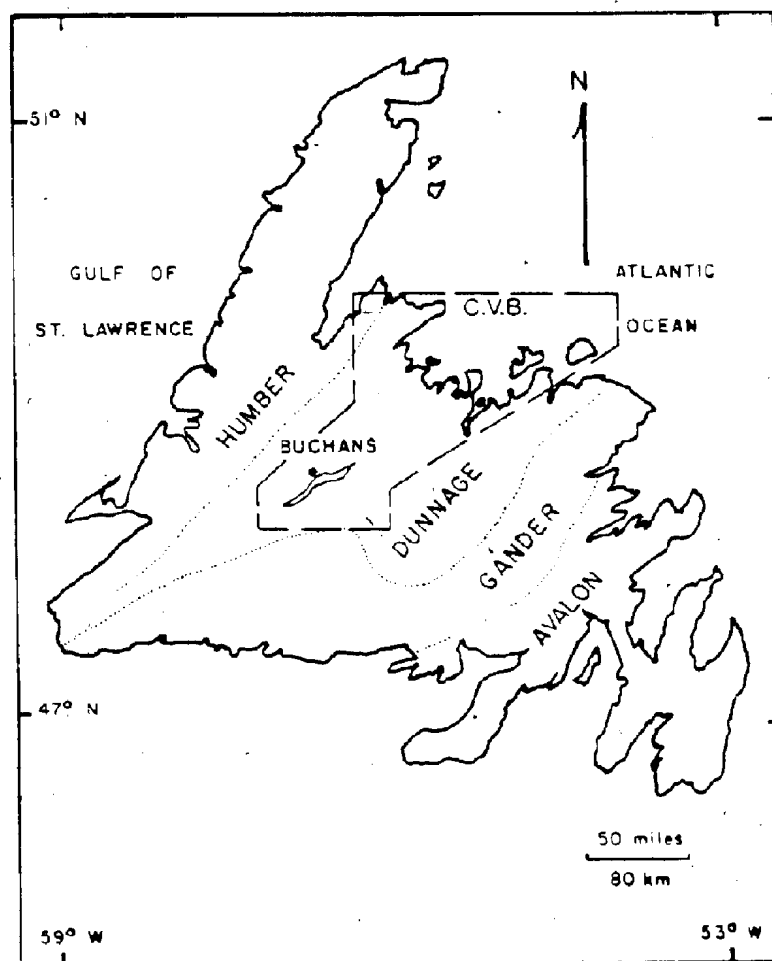 N
51° N
GULF OF
ST. LAWRENCE
ATLANTIC
OCEAN
C.V.B.
HUMBER
BUCHANS
DUNNAGE
GANDER
AVALON
47° N
50 miles
80 km
59° W
53° W